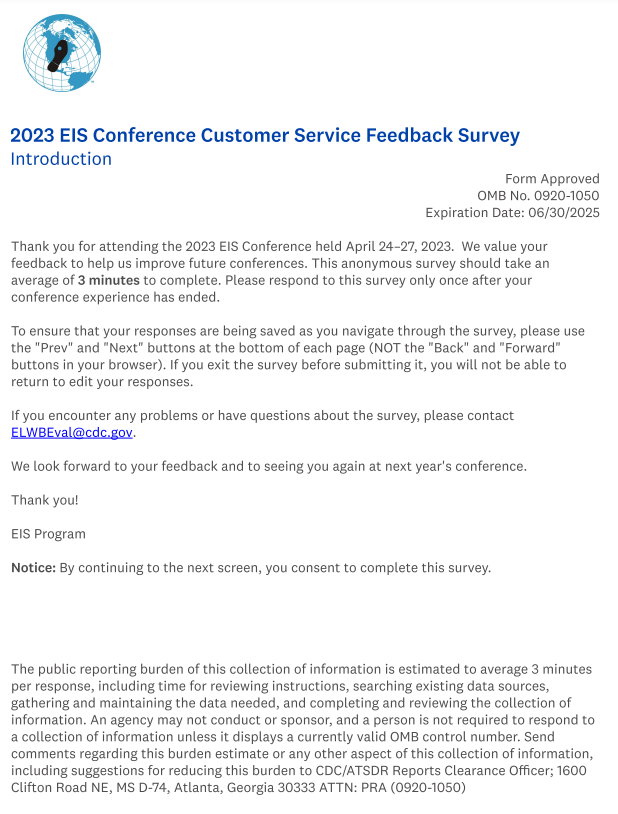 2023 EIS Conference Customer Service Feedback Survey
Introduction
Form Approved
OMB No. 0920-1050
Expiration Date: 06/30/2025
Thank you for attending the 2023 EIS Conference held April 24–27, 2023.  We value your
feedback to help us improve future conferences. This anonymous survey should take an
average of 3 minutes to complete. Please respond to this survey only once after your
conference experience has ended.
To ensure that your responses are being saved as you navigate through the survey, please use
the "Prev" and "Next" buttons at the bottom of each page (NOT the "Back" and "Forward"
buttons in your browser). If you exit the survey before submitting it, you will not be able to
return to edit your responses.
If you encounter any problems or have questions about the survey, please contact
ELWBEval@cdc.gov.
We look forward to your feedback and to seeing you again at next year's conference.
Thank you!
EIS Program
Notice: By continuing to the next screen, you consent to complete this survey.
The public reporting burden of this collection of information is estimated to average 3 minutes
per response, including time for reviewing instructions, searching existing data sources,
gathering and maintaining the data needed, and completing and reviewing the collection of
information. An agency may not conduct or sponsor, and a person is not required to respond to
a collection of information unless it displays a currently valid OMB control number. Send
comments regarding this burden estimate or any other aspect of this collection of information,
including suggestions for reducing this burden to CDC/ATSDR Reports Clearance Officer; 1600
Clifton Road NE, MS D-74, Atlanta, Georgia 30333 ATTN: PRA (0920-1050)